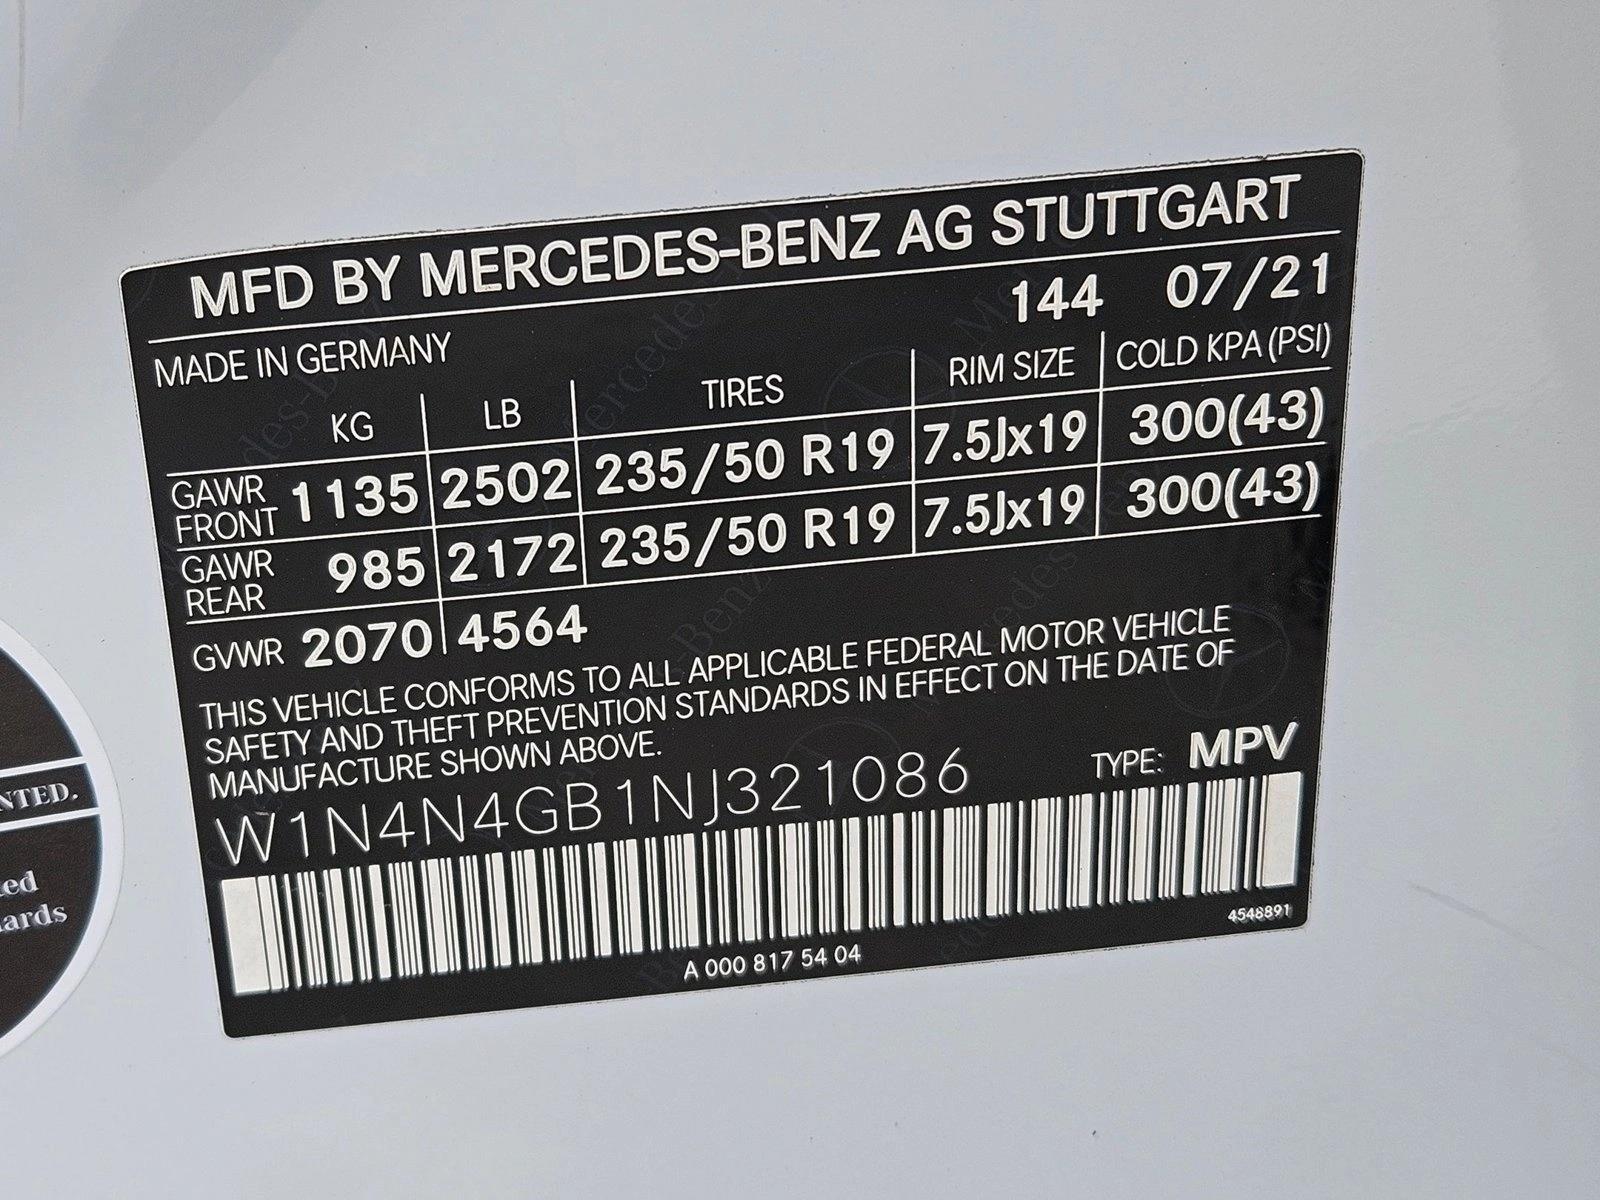 MFD BY MERCEDES-BENZ AG STUTTGART
144 07/21
MADE IN GERMANY
KG LB TIRES RIM SIZE COLD KPA (PSI)
GAWR FRONT 1135 2502 235/50 R19 7.5Jx19 300(43)
GAWR REAR 985 2172 235/50 R19 7.5Jx19 300(43)
GVWR 2070 4564
THIS VEHICLE CONFORMS TO ALL APPLICABLE FEDERAL MOTOR VEHICLE
SAFETY AND THEFT PREVENTION STANDARDS IN EFFECT ON THE DATE OF
MANUFACTURE SHOWN ABOVE.
TYPE: MPV
W1N4N4GB1NJ321086
4548891
A 000 817 54 04